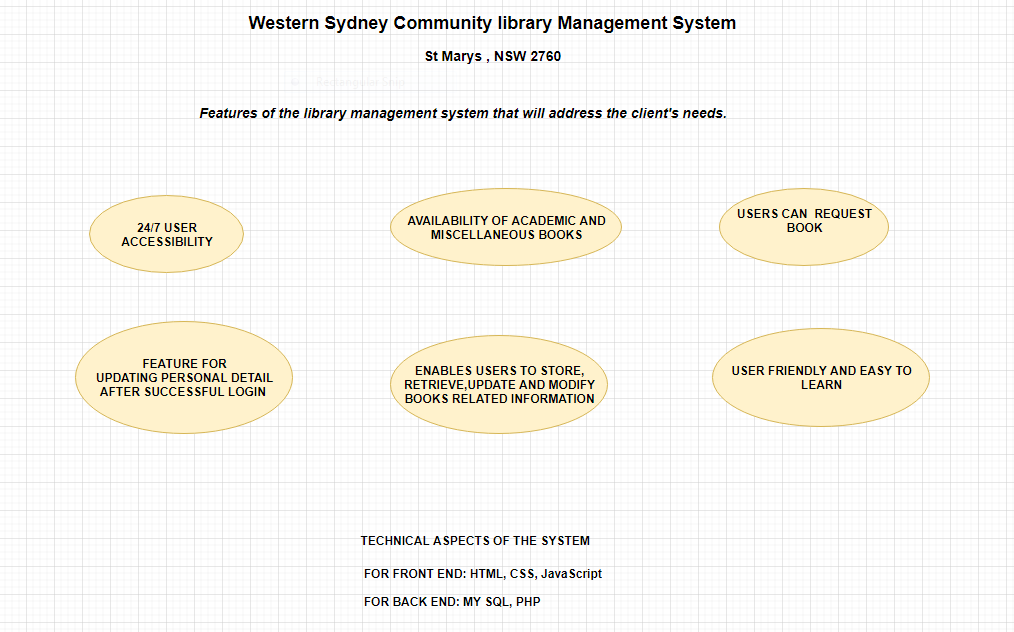 Western Sydney Community library Management System
St Marys , NSW 2760
Rectangular Snip
Features of the library management system that will address the client's needs.
24/7 USER
ACCESSIBILITY
AVAILABILITY OF ACADEMIC AND
MISCELLANEOUS BOOKS
USERS CAN  REQUEST
BOOK
FEATURE FOR
UPDATING PERSONAL DETAIL
AFTER SUCCESSFUL LOGIN
ENABLES USERS TO STORE,
RETRIEVE,UPDATE AND MODIFY
BOOKS RELATED INFORMATION
USER FRIENDLY AND EASY TO
LEARN
TECHNICAL ASPECTS OF THE SYSTEM
FOR FRONT END: HTML, CSS, JavaScript
FOR BACK END: MY SQL, PHP